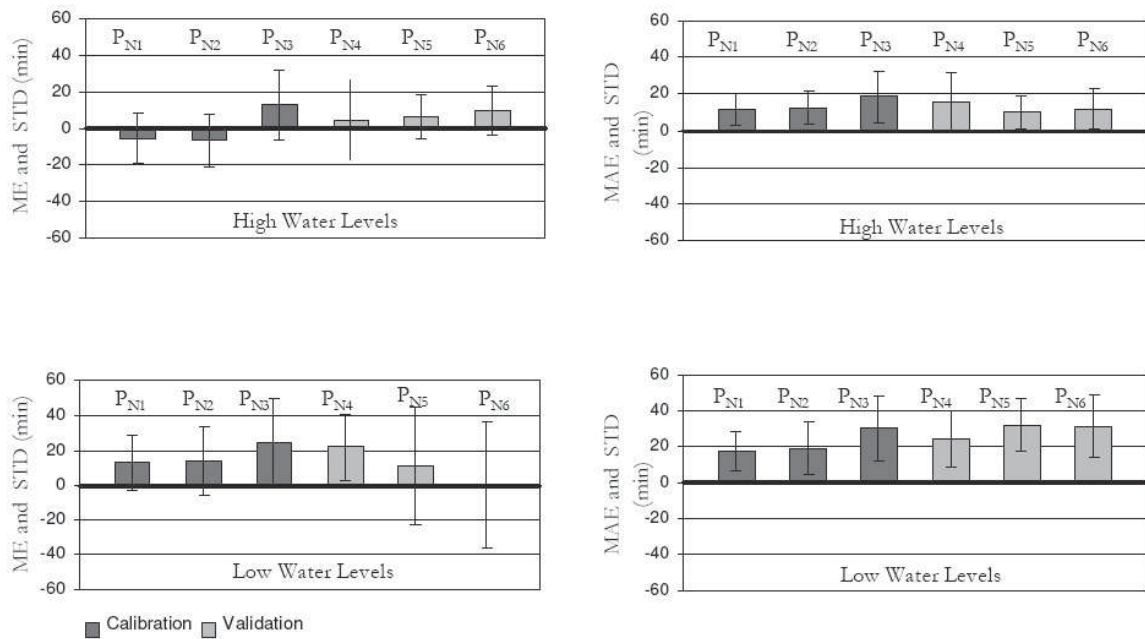 60
40
20
0
-20
-40
-60
ME and STD (min)
P_N1 P_N2 P_N3 P_N4 P_N5 P_N6
High Water Levels
60
40
20
0
-20
-40
-60
MAE and STD
(min)
P_N1 P_N2 P_N3 P_N4 P_N5 P_N6
High Water Levels
60
40
20
0
-20
-40
-60
ME and STD (min)
P_N1 P_N2 P_N3 P_N4 P_N5 P_N6
Low Water Levels
60
40
20
0
-20
-40
-60
MAE and STD
(min)
P_N1 P_N2 P_N3 P_N4 P_N5 P_N6
Low Water Levels
Calibration Validation